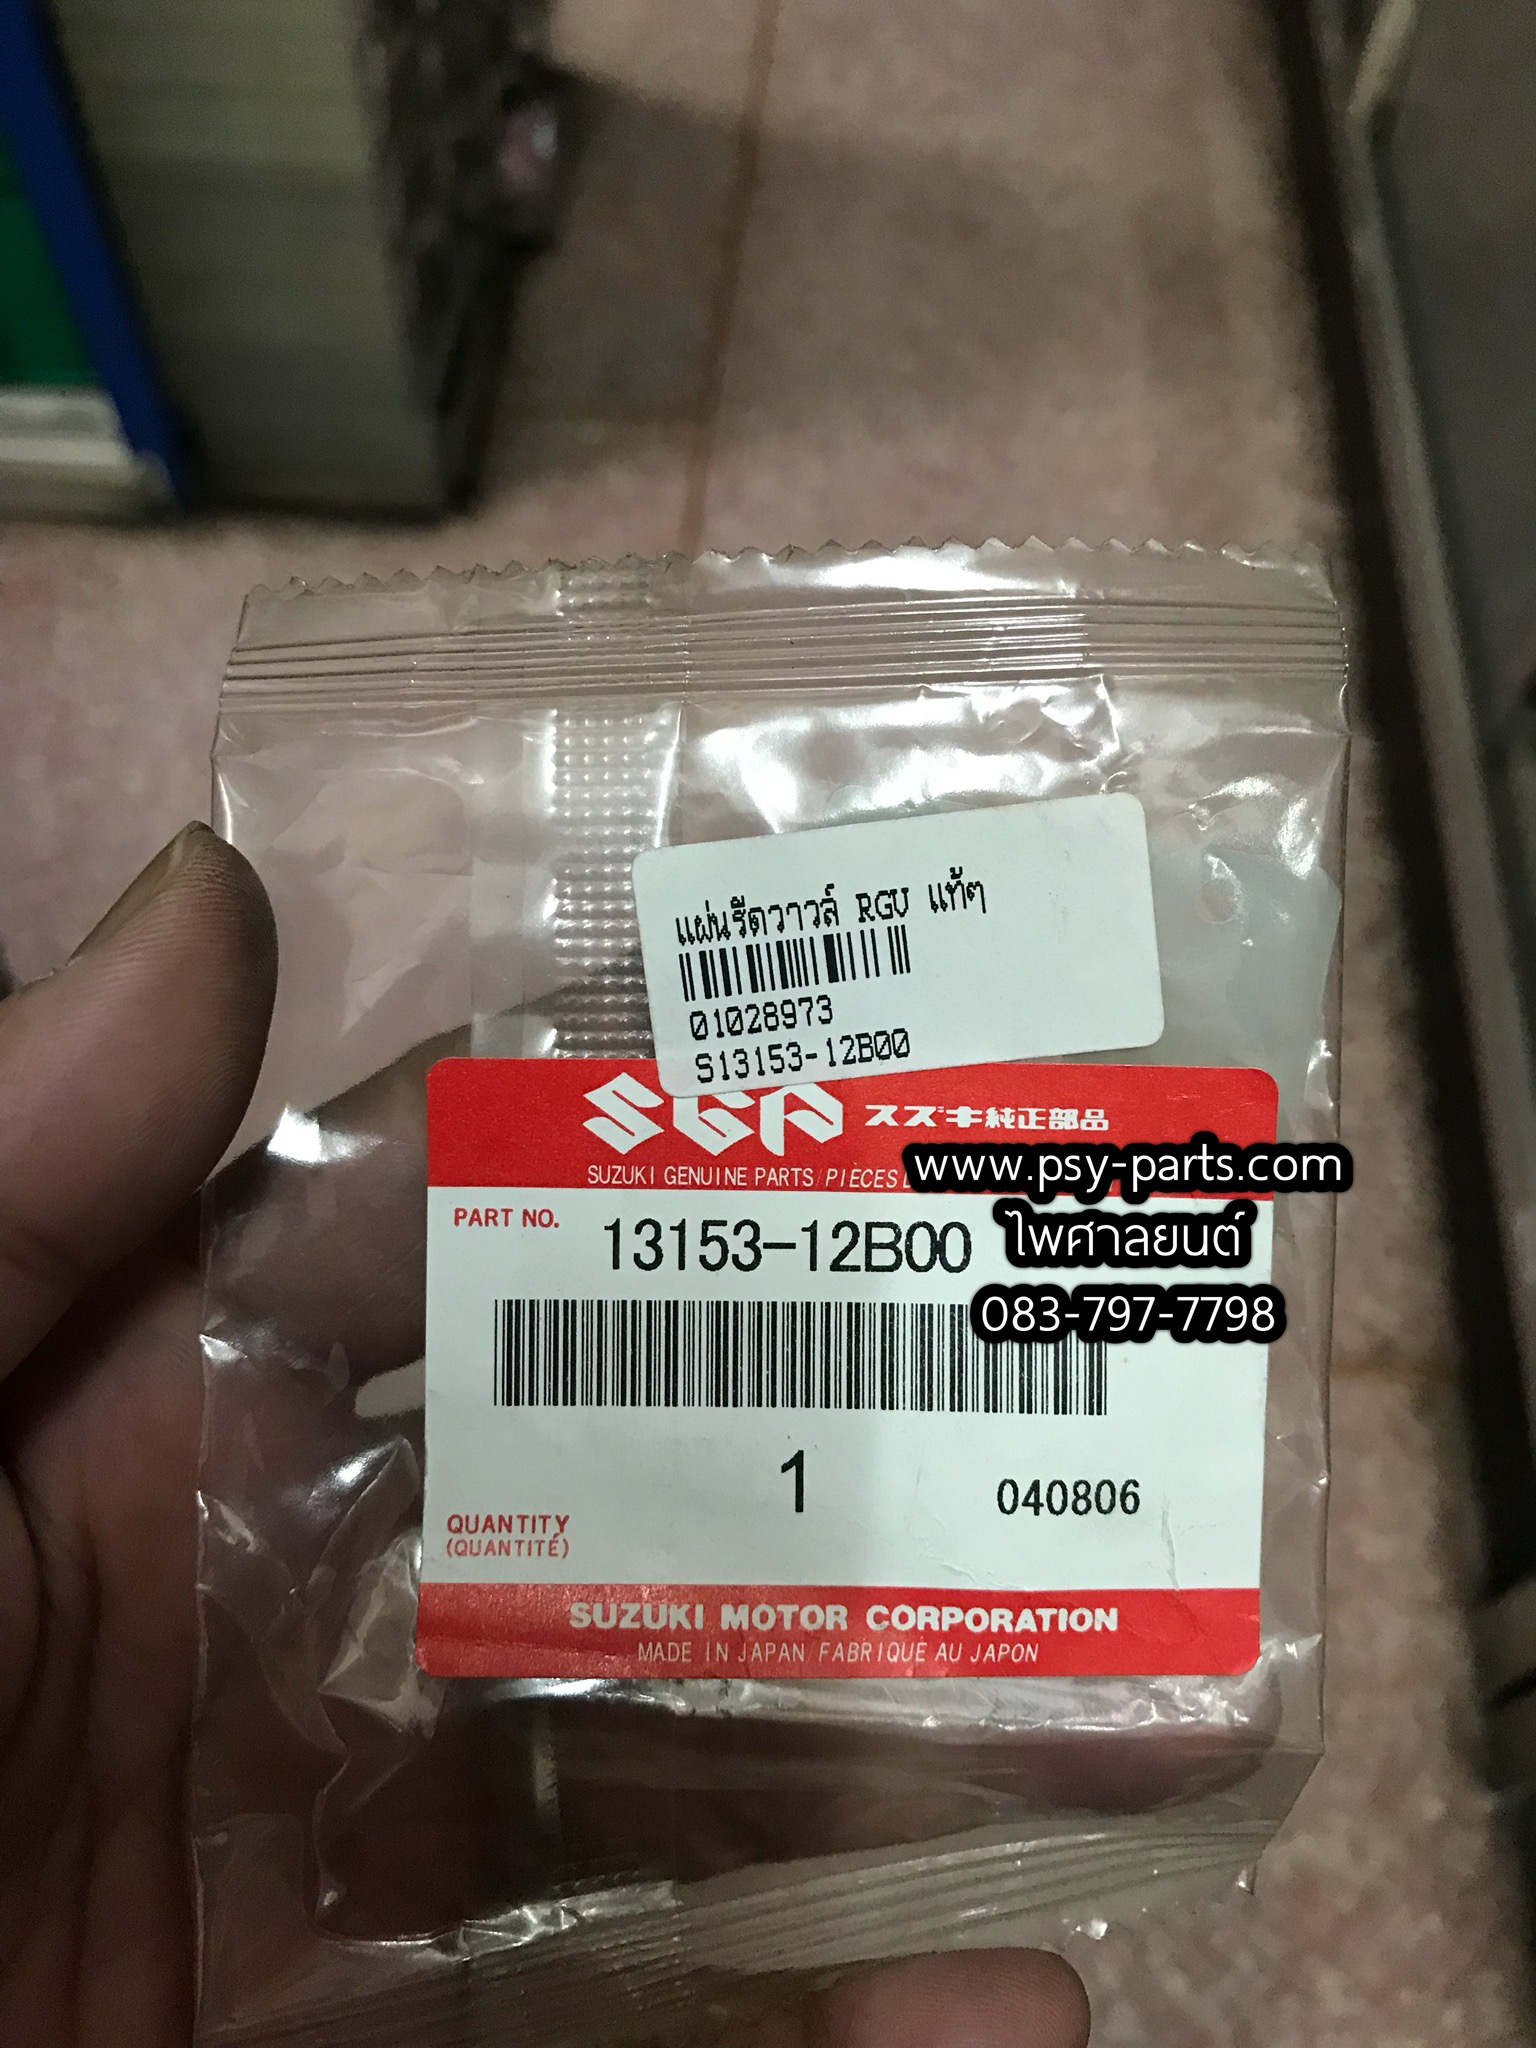 แผ่นรีดวาวล์ RGV แท้ๆ
01028973
S13153-12B00
SGP スズキ純正部品
SUZUKI GENUINE PARTS/PIÈCES
www.psy-parts.com
PART NO. 13153-12B00
ไพศาลยนต์
083-797-7798
1
040806
QUANTITY
(QUANTITÉ)
SUZUKI MOTOR CORPORATION
MADE IN JAPAN/FABRIQUÉ AU JAPON